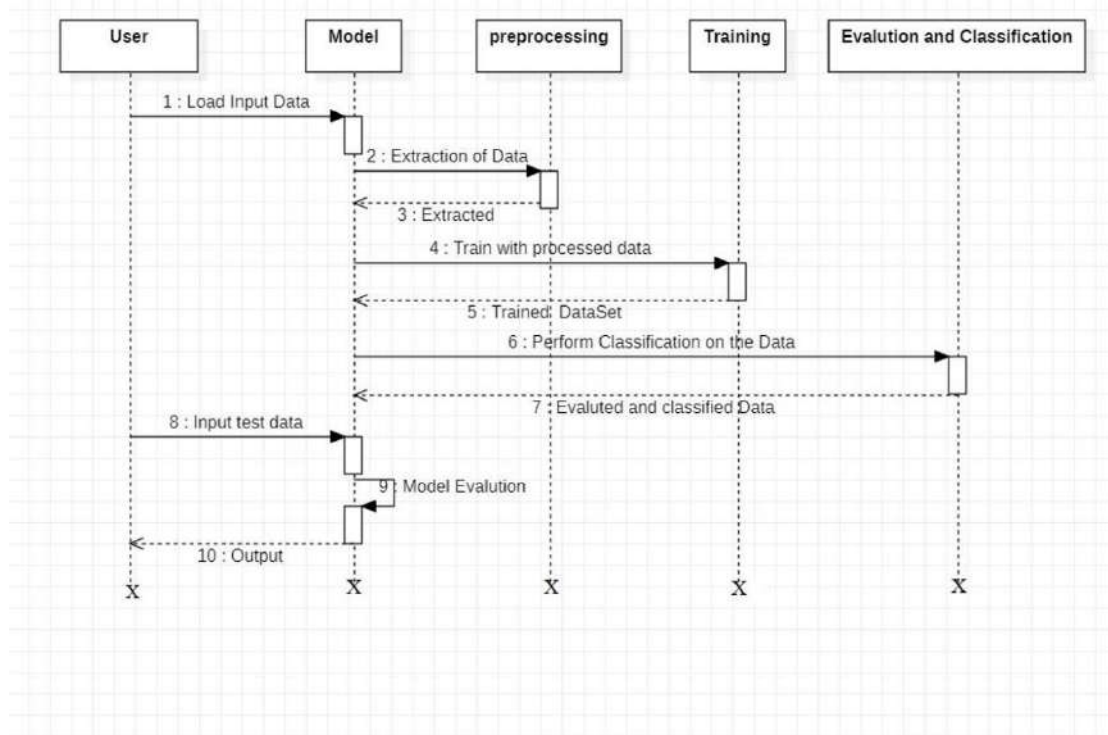 User
Model
preprocessing
Training
Evalution and Classification
1 : Load Input Data
2 : Extraction of Data
3 : Extracted
4 : Train with processed data
5 : Trained DataSet
6 : Perform Classification on the Data
7 : Evaluted and classified Data
8 : Input test data
9 : Model Evalution
10 : Output
X X X X X